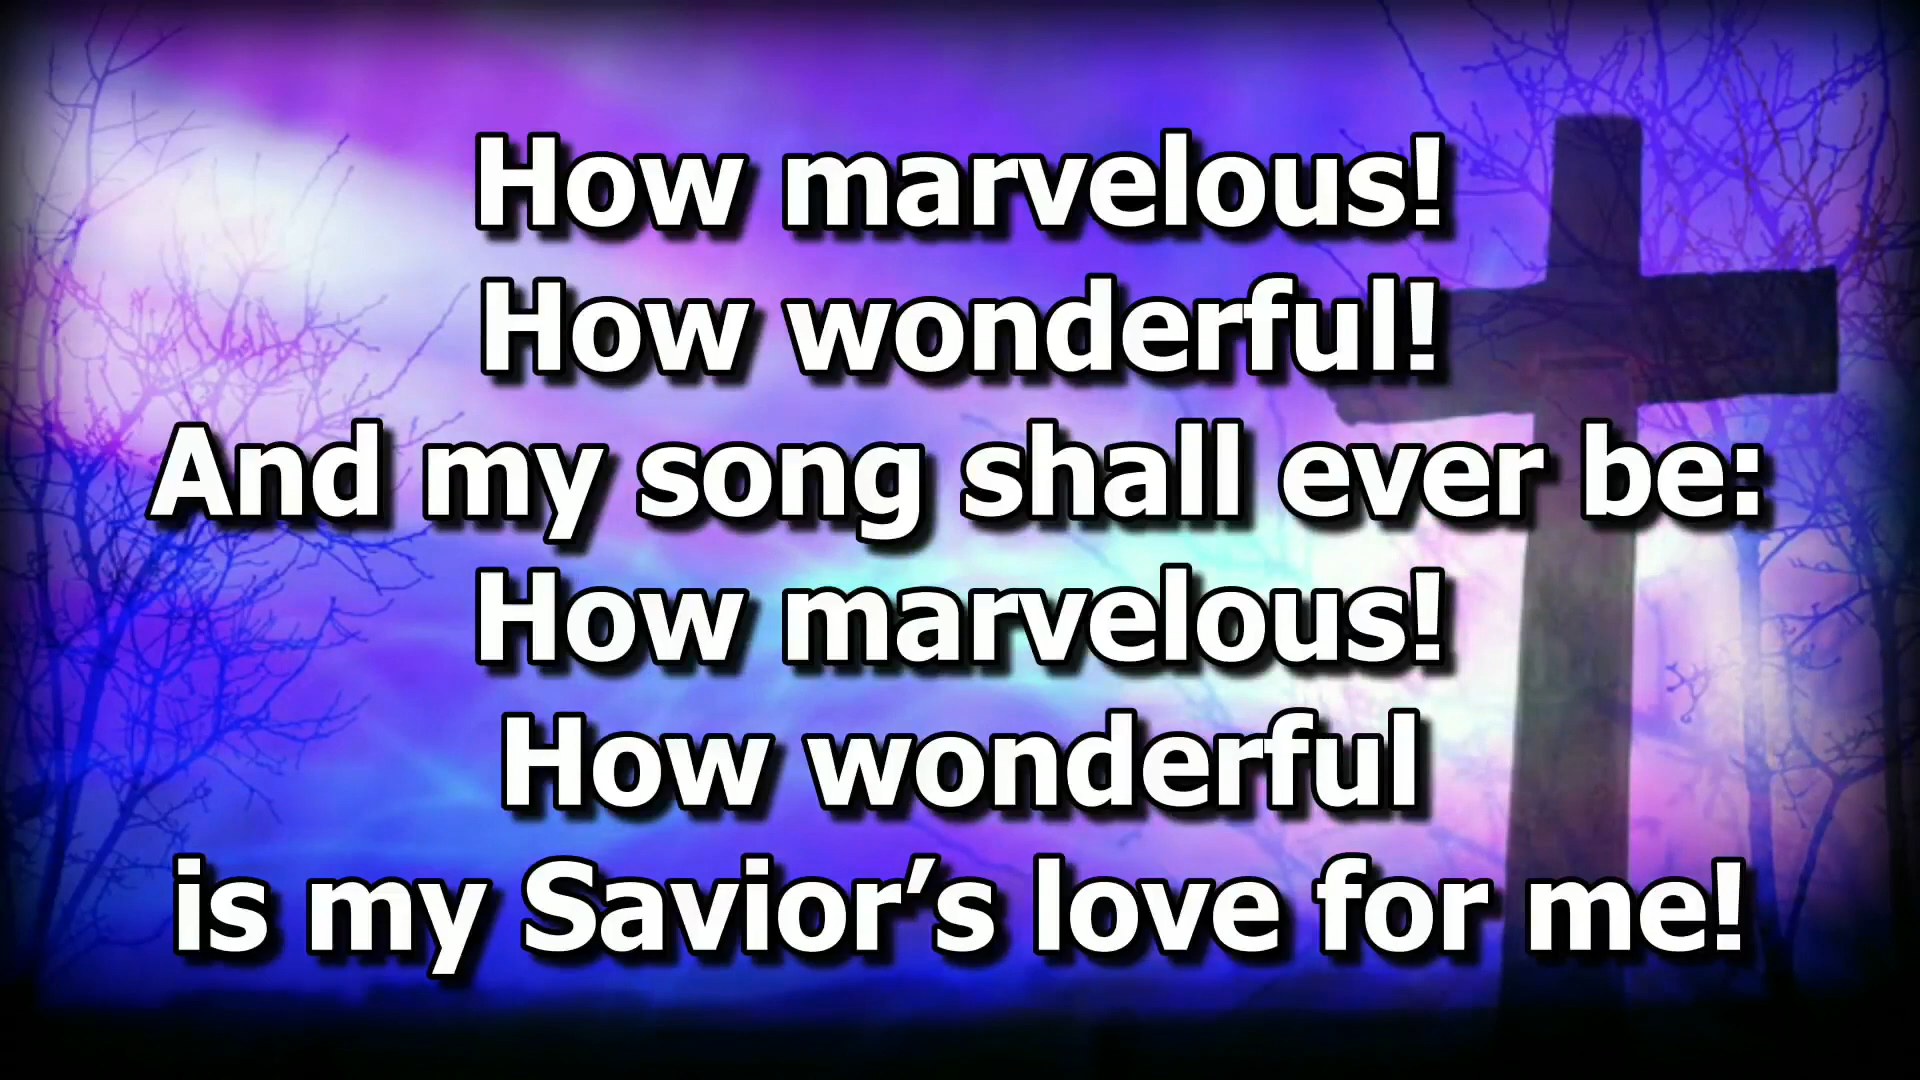 How marvelous!
How wonderful!
And my song shall ever be:
How marvelous!
How wonderful
is my Savior’s love for me!